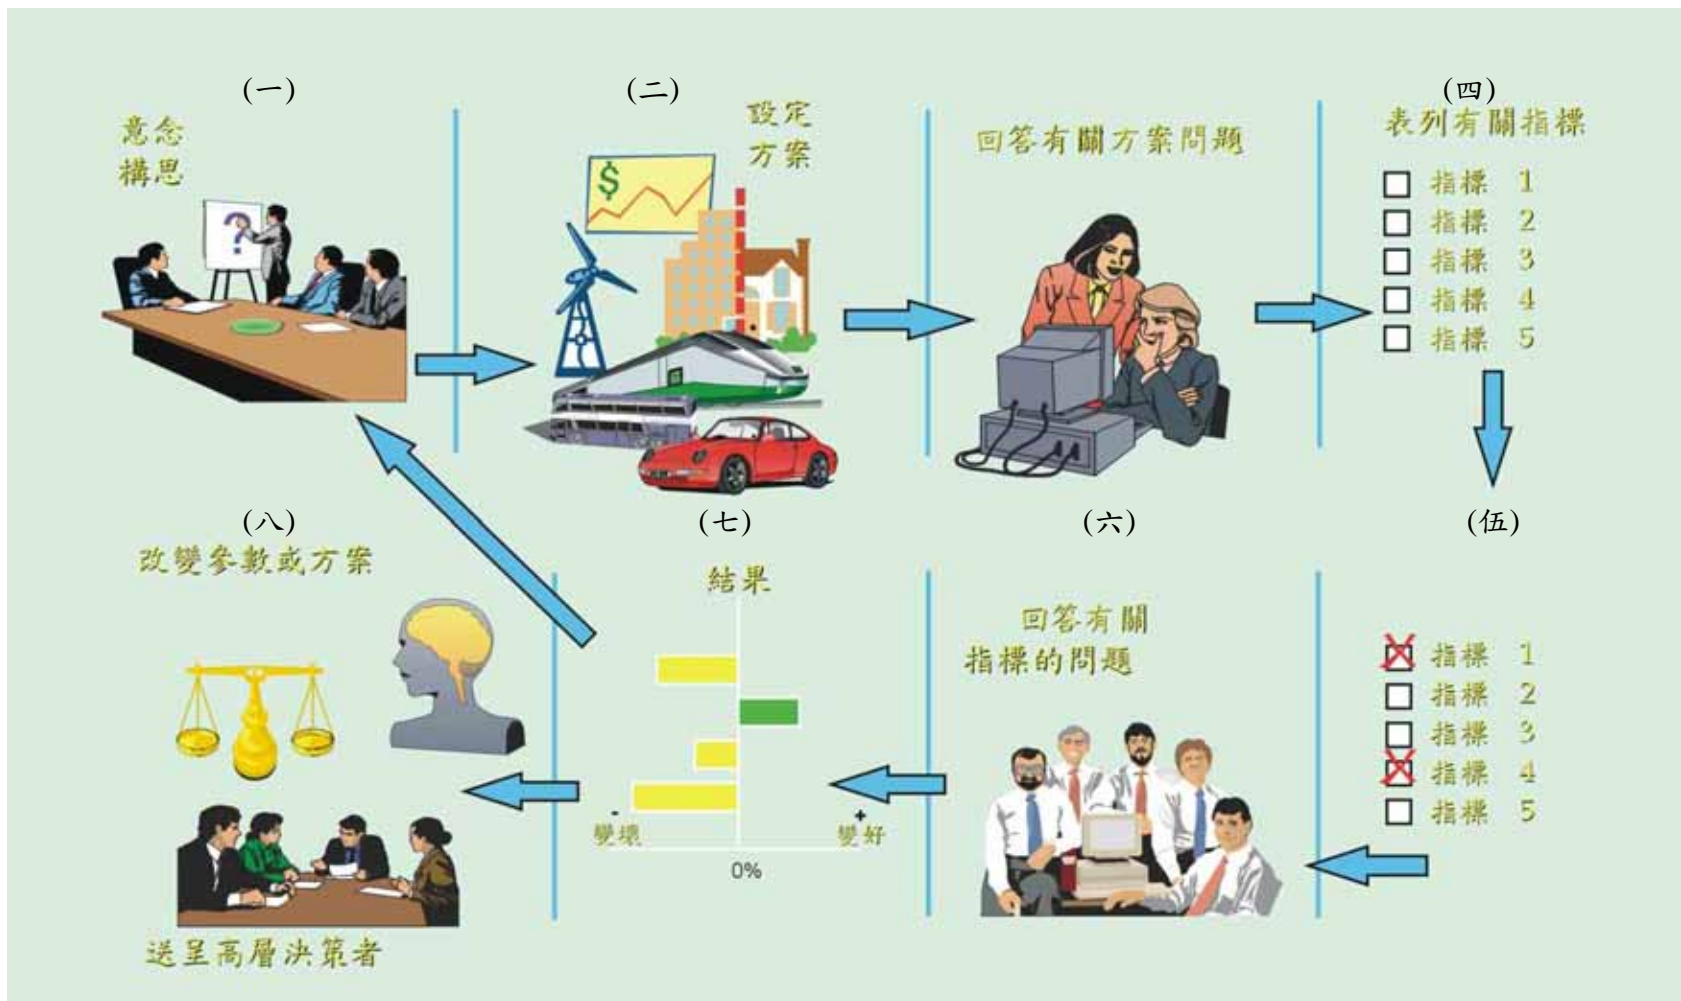 (一)
意念
構思
(二)
設定
方案
$
回答有關方案問題
(四)
表列有關指標
指標 1
指標 2
指標 3
指標 4
指標 5
(伍)
指標 1
指標 2
指標 3
指標 4
指標 5
(六)
回答有關
指標的問題
(七)
結果
-
變壞
+
變好
0%
(八)
改變參數或方案
送呈高層決策者
?